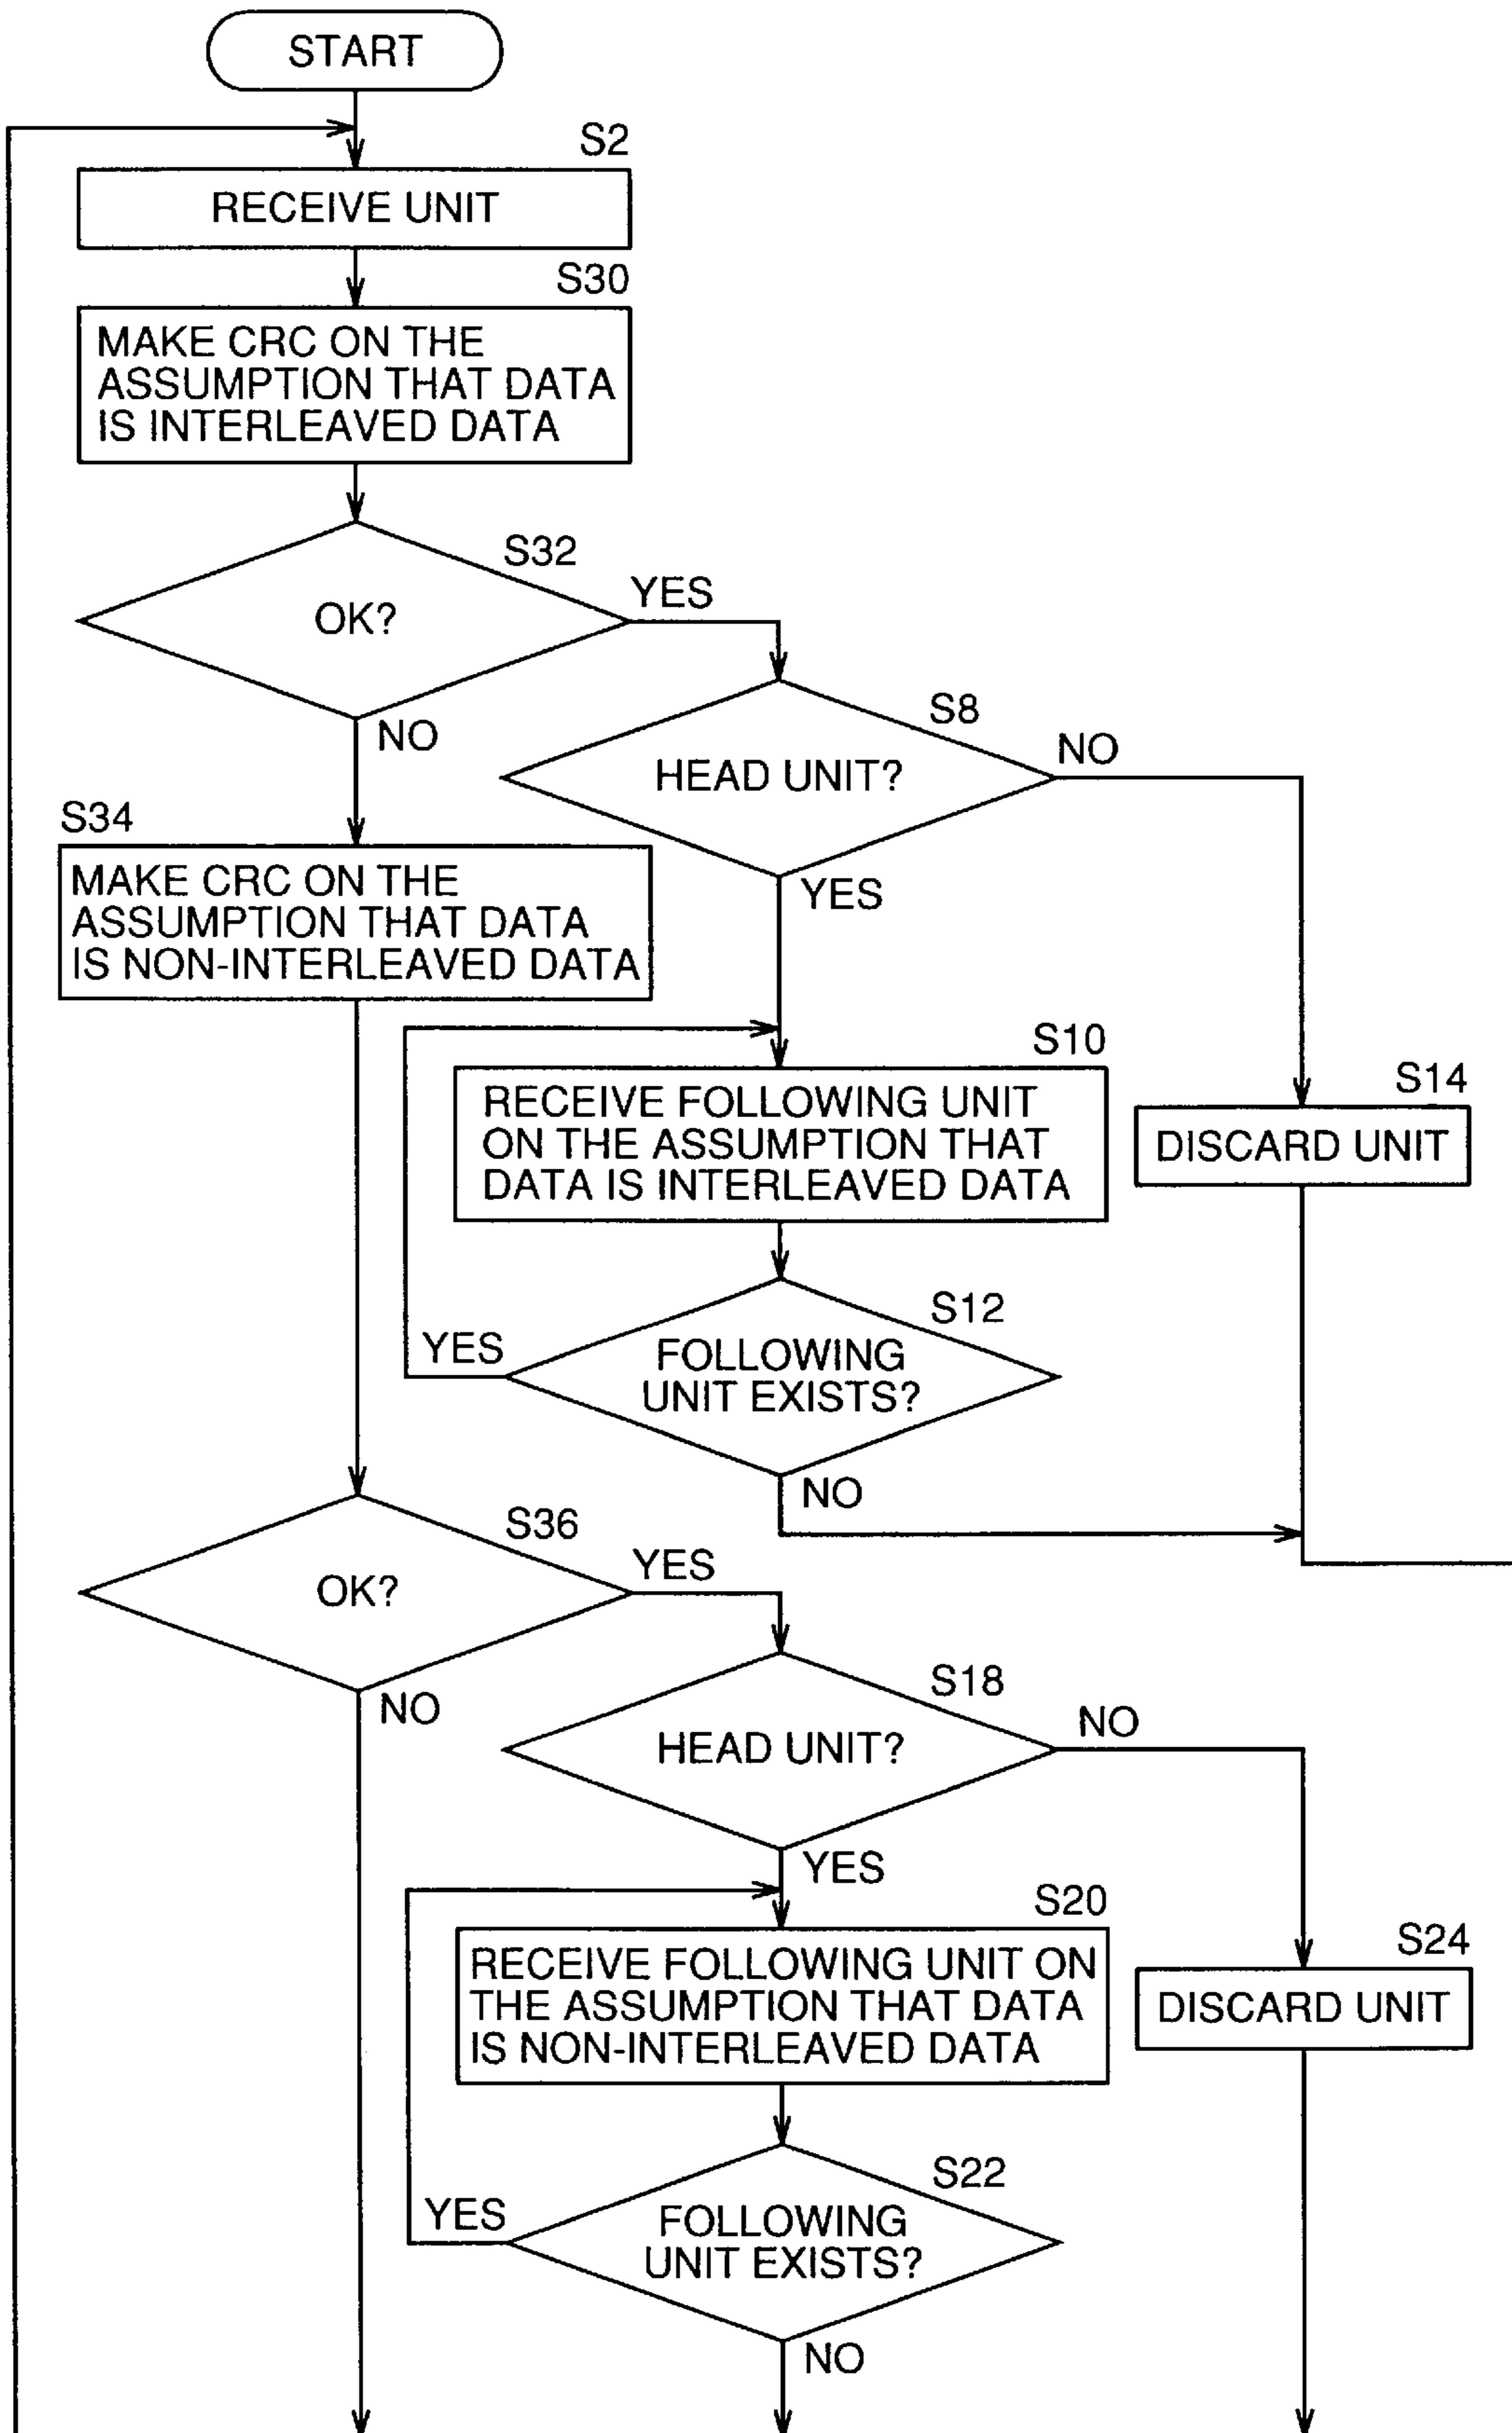 START
S2
RECEIVE UNIT
S30
MAKE CRC ON THE
ASSUMPTION THAT DATA
IS INTERLEAVED DATA
S32
OK?
YES
NO
S8
HEAD UNIT?
NO
YES
S34
MAKE CRC ON THE
ASSUMPTION THAT DATA
IS NON-INTERLEAVED DATA
S10
RECEIVE FOLLOWING UNIT
ON THE ASSUMPTION THAT
DATA IS INTERLEAVED DATA
S14
DISCARD UNIT
S12
FOLLOWING
UNIT EXISTS?
YES
NO
S36
OK?
YES
NO
S18
HEAD UNIT?
NO
YES
S20
RECEIVE FOLLOWING UNIT ON
THE ASSUMPTION THAT DATA
IS NON-INTERLEAVED DATA
S24
DISCARD UNIT
S22
FOLLOWING
UNIT EXISTS?
YES
NO